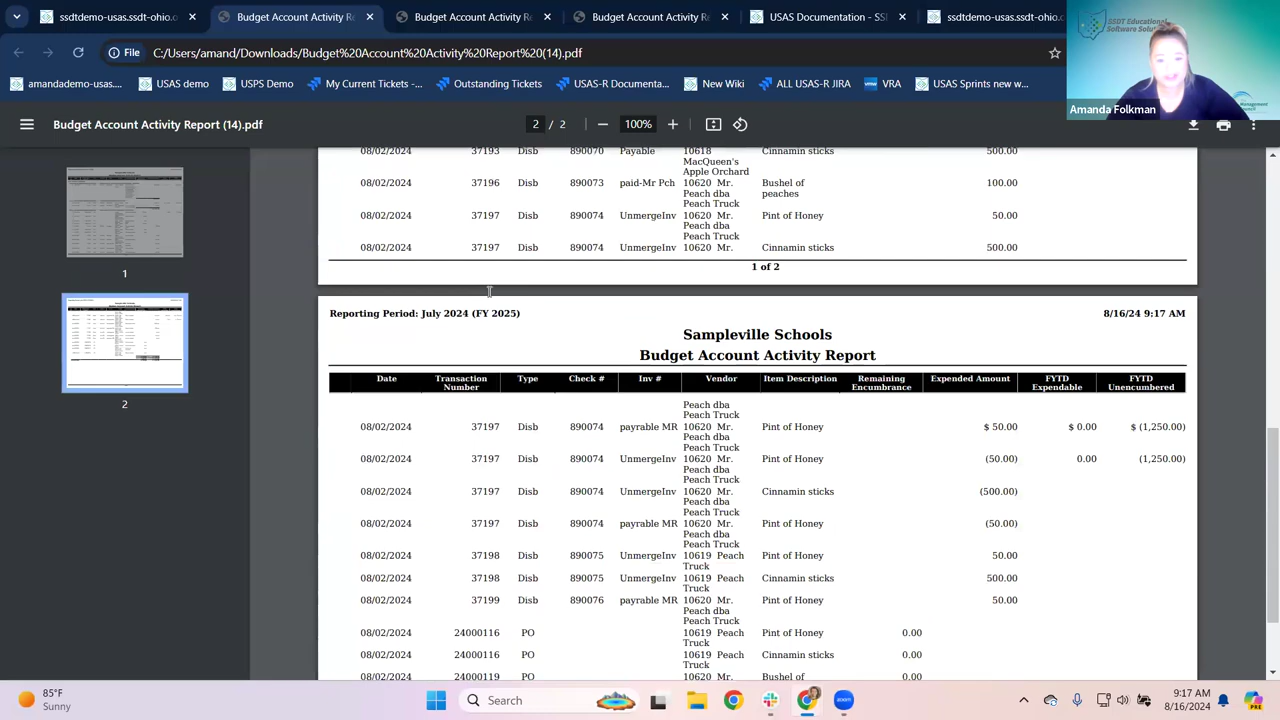 ssdtdemo-usas.ssdt-ohio.
Budget Account Activity R
Budget Account Activity Re
Budget Account Activity Re
USAS Documentation - SSD
ssdtdemo-usas.ssdt-ohio.
SSDT Educational
Software Solut
File
C:/Users/amand/Downloads/Budget%20Account%20Activity%20Report%20(14).pdf
amandademo-usas....
USAS demo
USPS Demo
My Current Tickets -...
Onboarding Tickets
USAS-R Documenta...
New Wiki
ALL USAS-R JIRA
VRA
USAS Sprints new w...
Management
Council
Amanda Folkman
Budget Account Activity Report (14).pdf
2 2
100%
1
2
08/02/2024 37193 Disb 890070 Payable 10618 Cinnamin sticks 500.00
MacQueen's
Apple Orchard
08/02/2024 37196 Disb 890073 paid-Mr Pch 10620 Mr. Bushel of 100.00
Peach dba peaches
Peach Truck
08/02/2024 37197 Disb 890074 UnmergeInv 10620 Mr. Pint of Honey 50.00
Peach dba
Peach Truck
08/02/2024 37197 Disb 890074 UnmergeInv 10620 Mr. Cinnamin sticks 500.00
1 of 2
Reporting Period: July 2024 (FY 2025) 8/16/24 9:17 AM
Sampleville Schools
Budget Account Activity Report
Date Transaction Type Check # Inv # Vendor Item Description Remaining Expended Amount FYTD FYTD
Number Encumbrance Expendable Unencumbered
Peach dba
Peach Truck
08/02/2024 37197 Disb 890074 payrable MR 10620 Mr. Pint of Honey $ 50.00 $ 0.00 $ (1,250.00)
Peach dba
Peach Truck
08/02/2024 37197 Disb 890074 UnmergeInv 10620 Mr. Pint of Honey (50.00) 0.00 (1,250.00)
Peach dba
Peach Truck
08/02/2024 37197 Disb 890074 UnmergeInv 10620 Mr. Cinnamin sticks (500.00)
Peach dba
Peach Truck
08/02/2024 37197 Disb 890074 payrable MR 10620 Mr. Pint of Honey (50.00)
Peach dba
Peach Truck
08/02/2024 37198 Disb 890075 UnmergeInv 10619 Peach Pint of Honey 50.00
Truck
08/02/2024 37198 Disb 890075 UnmergeInv 10619 Peach Cinnamin sticks 500.00
Truck
08/02/2024 37199 Disb 890076 payrable MR 10620 Mr. Pint of Honey 50.00
Peach dba
Peach Truck
08/02/2024 24000116 PO 10619 Peach Pint of Honey 0.00
Truck
08/02/2024 24000116 PO 10619 Peach Cinnamin sticks 0.00
Truck
08/02/2024 24000119 PO 10620 Mr. Bushel of 0.00
85°F
Sunny
Search
9:17 AM
8/16/2024
PRE